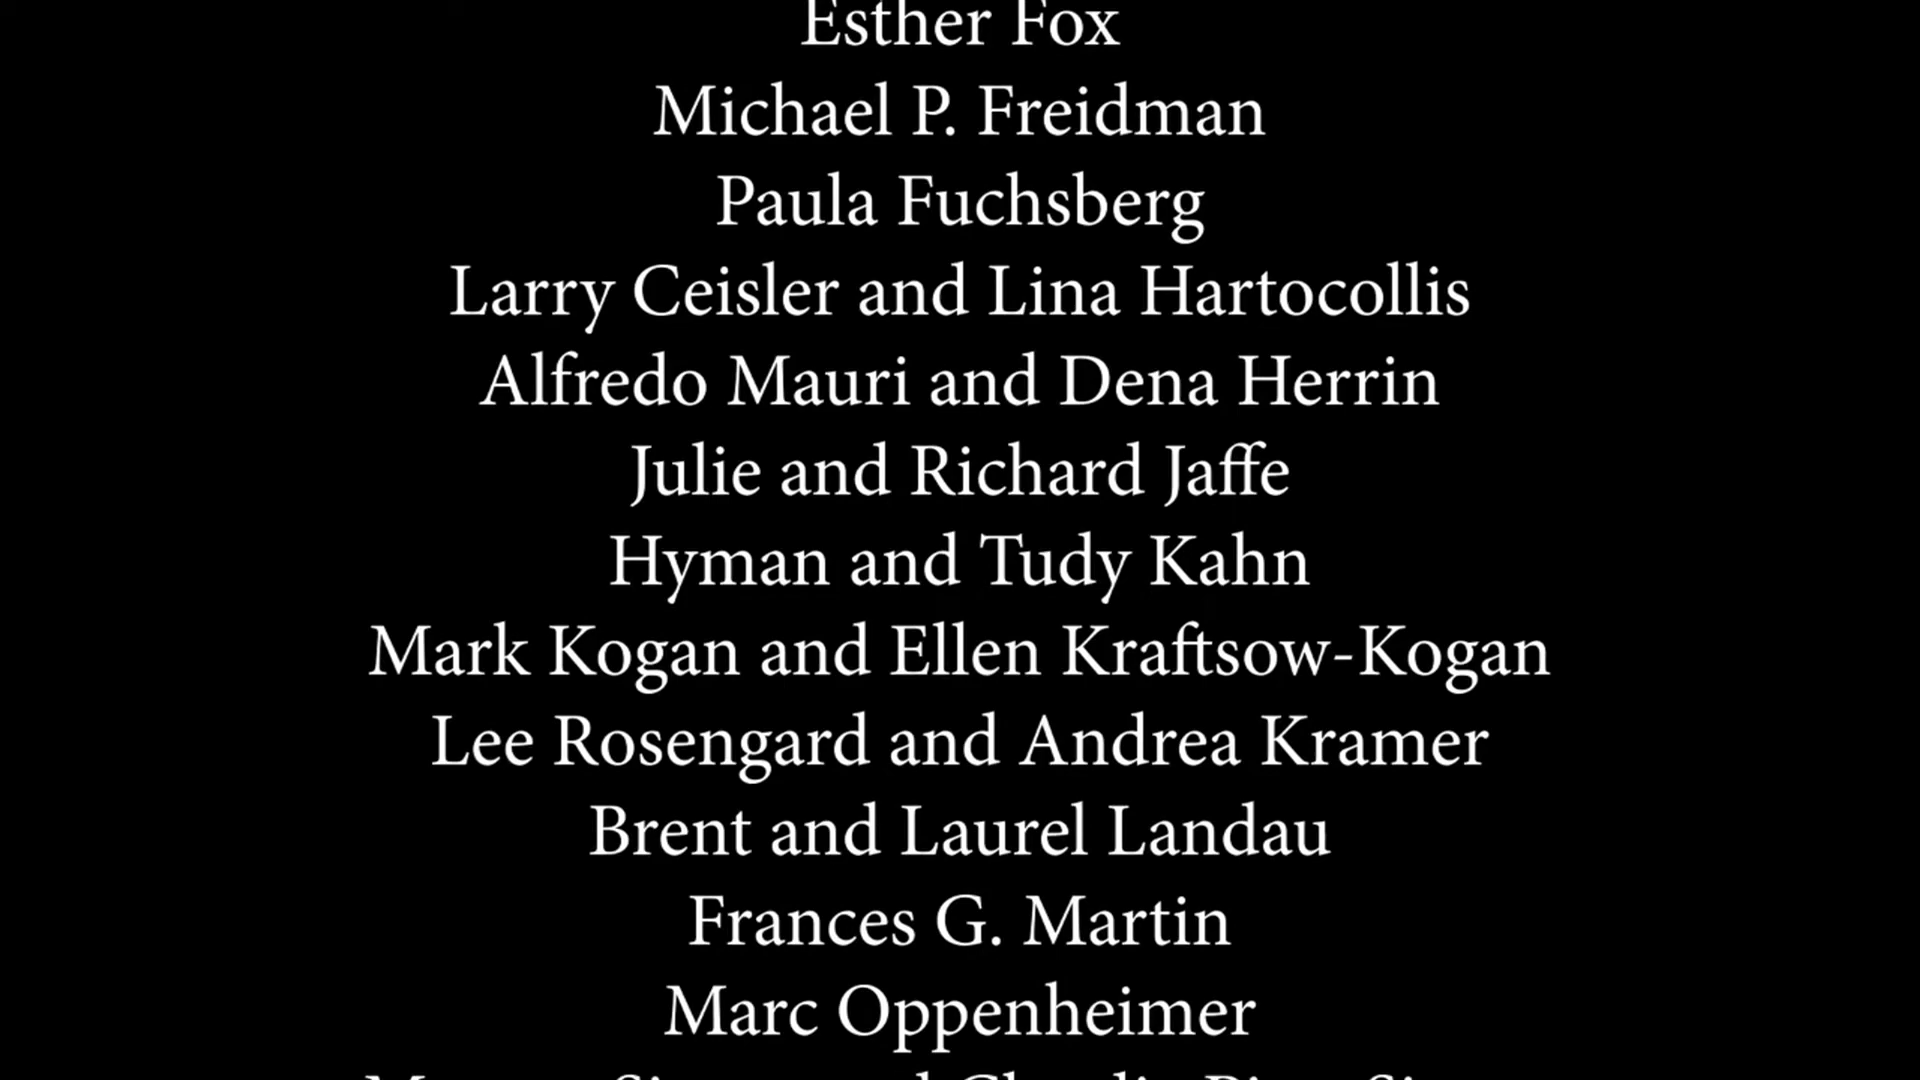 Esther Fox
Michael P. Freidman
Paula Fuchsberg
Larry Ceisler and Lina Hartocollis
Alfredo Mauri and Dena Herrin
Julie and Richard Jaffe
Hyman and Tudy Kahn
Mark Kogan and Ellen Kraftsow-Kogan
Lee Rosengard and Andrea Kramer
Brent and Laurel Landau
Frances G. Martin
Marc Oppenheimer